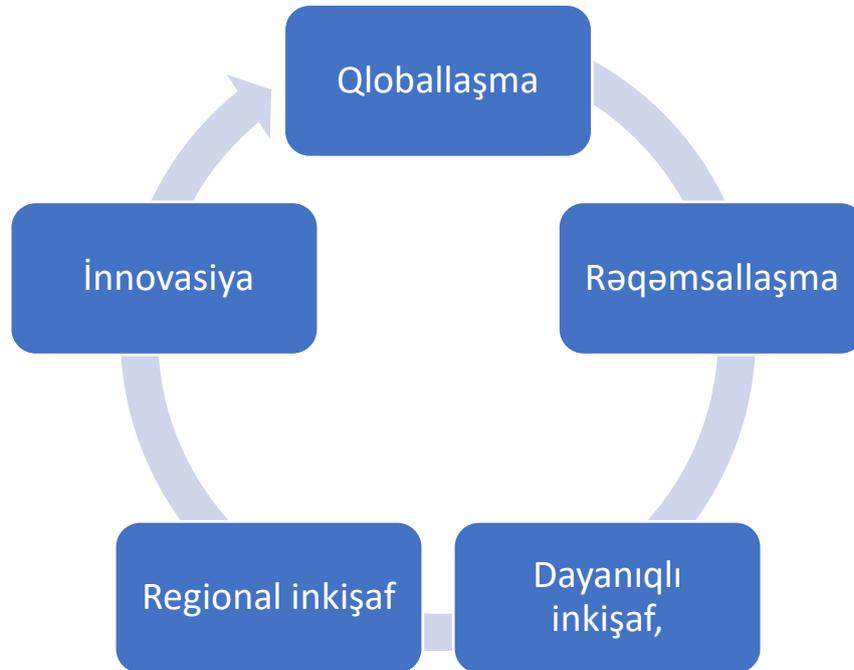 Qloballaşma
Rəqəmsallaşma
Dayanıqlı
inkişaf,
Regional inkişaf
İnnovasiya